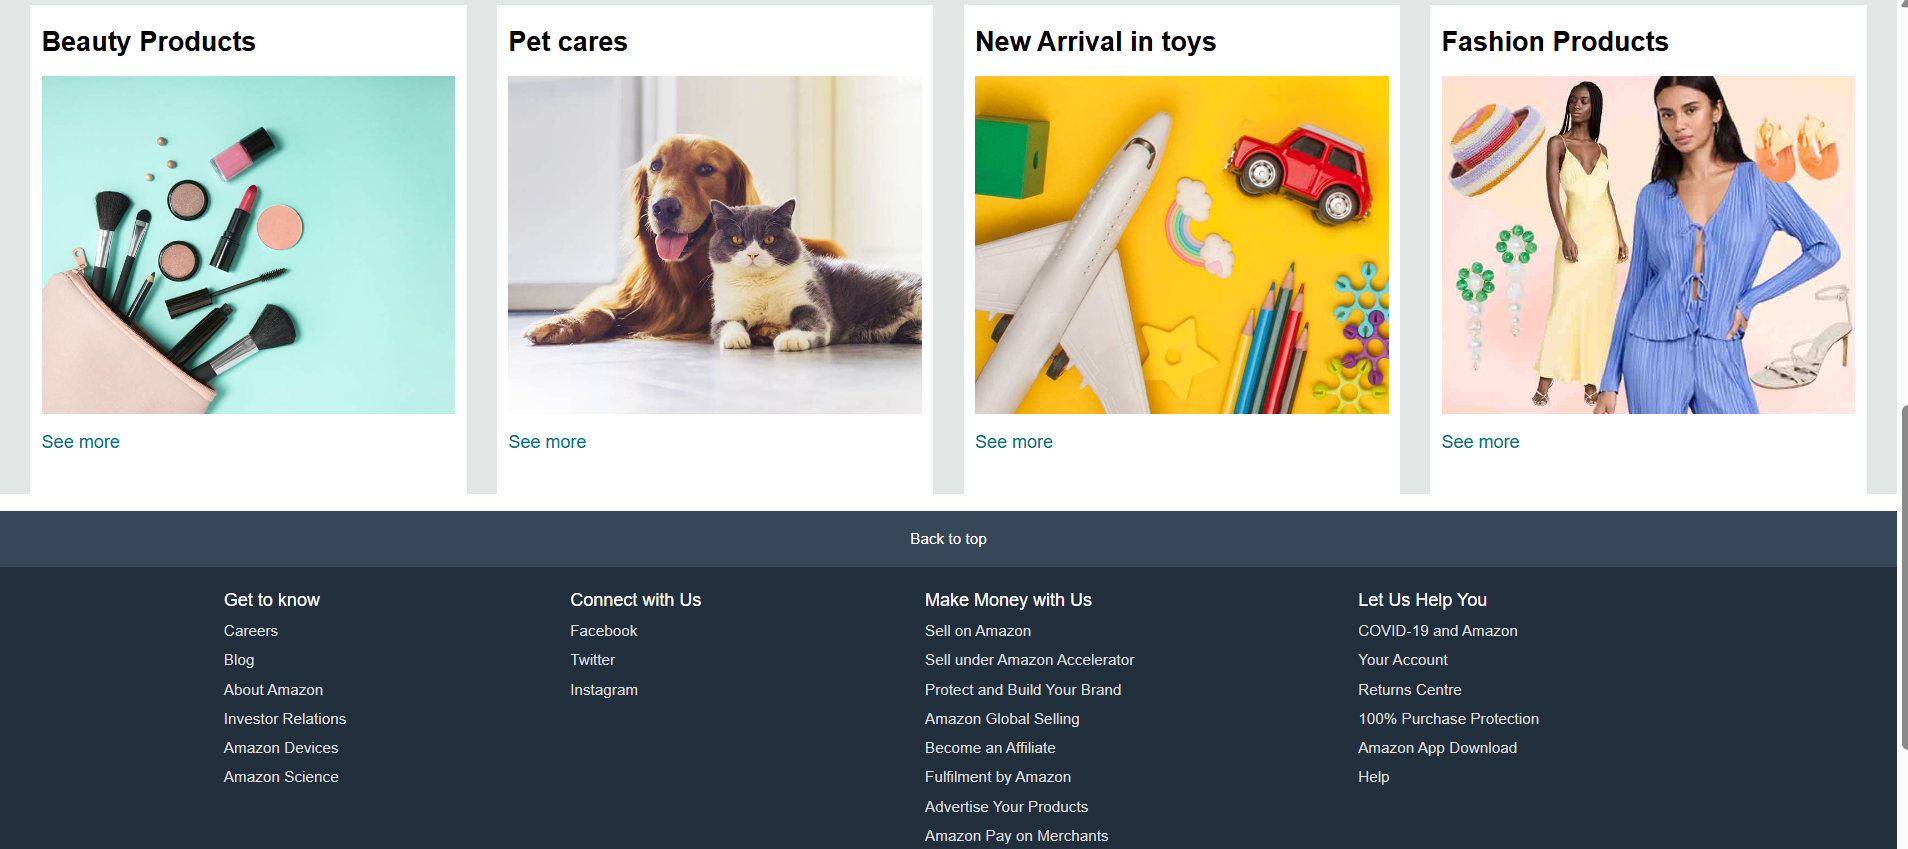 Beauty Products
Pet cares
New Arrival in toys
Fashion Products
See more
See more
See more
See more
Back to top
Get to know
Careers
Blog
About Amazon
Investor Relations
Amazon Devices
Amazon Science
Connect with Us
Facebook
Twitter
Instagram
Make Money with Us
Sell on Amazon
Sell under Amazon Accelerator
Protect and Build Your Brand
Amazon Global Selling
Become an Affiliate
Fulfilment by Amazon
Advertise Your Products
Amazon Pay on Merchants
Let Us Help You
COVID-19 and Amazon
Your Account
Returns Centre
100% Purchase Protection
Amazon App Download
Help